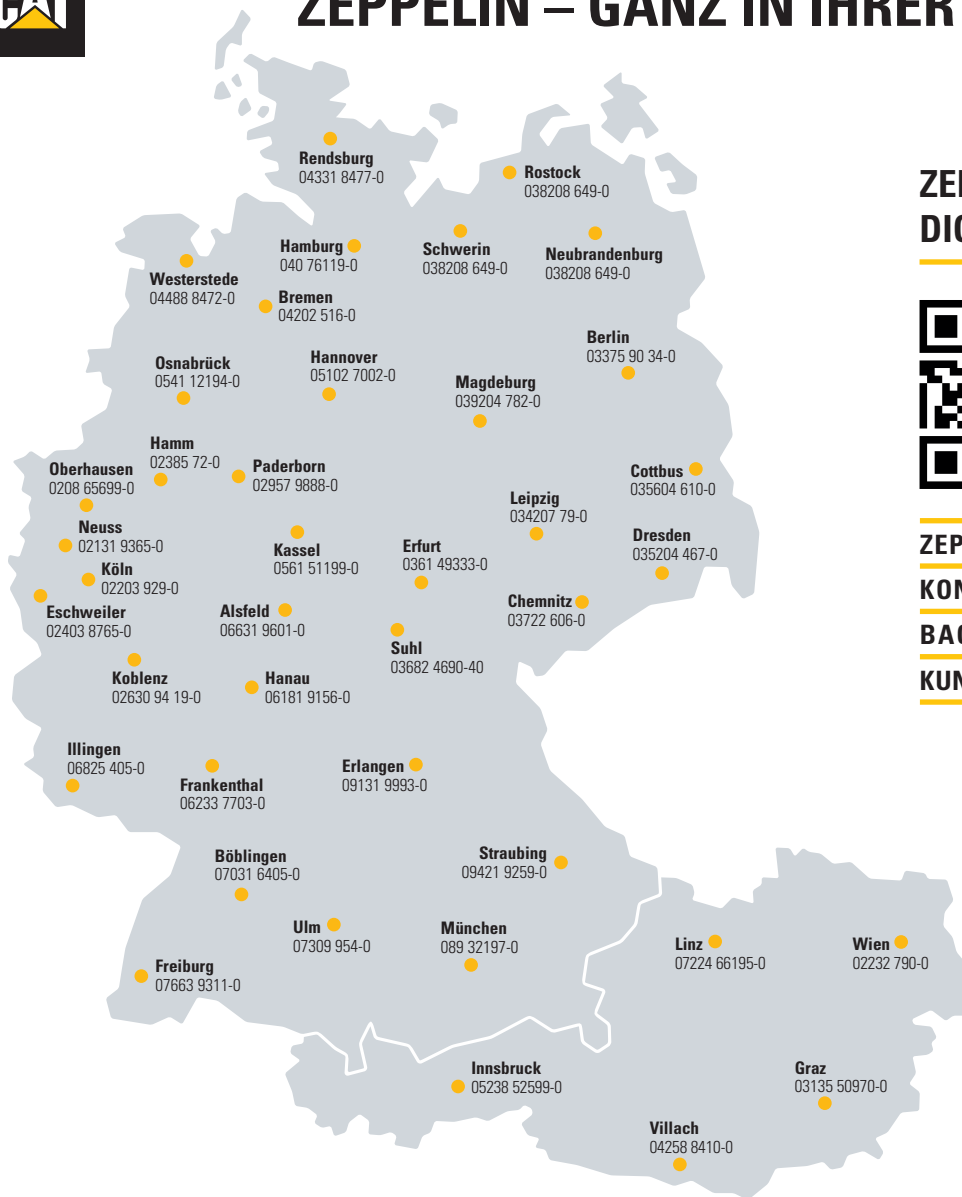 ZEPPELIN – GANZ IN IHRER
Rendsburg
04331 8477-0
Rostock
038208 649-0
Hamburg
040 76119-0
Schwerin
038208 649-0
Neubrandenburg
038208 649-0
Westerstede
04488 8472-0
Bremen
04202 516-0
Berlin
03375 90 34-0
Osnabrück
0541 12194-0
Hannover
05102 7002-0
Magdeburg
039204 782-0
Hamm
02385 72-0
Oberhausen
0208 65699-0
Paderborn
02957 9888-0
Cottbus
035604 610-0
Leipzig
034207 79-0
Neuss
02131 9365-0
Kassel
0561 51199-0
Erfurt
0361 49333-0
Dresden
035204 467-0
Köln
02203 929-0
Eschweiler
02403 8765-0
Alsfeld
06631 9601-0
Chemnitz
03722 606-0
Suhl
03682 4690-40
Koblenz
02630 94 19-0
Hanau
06181 9156-0
Illingen
06825 405-0
Frankenthal
06233 7703-0
Erlangen
09131 9993-0
Böblingen
07031 6405-0
Straubing
09421 9259-0
Ulm
07309 954-0
München
089 32197-0
Freiburg
07663 9311-0
Linz
07224 66195-0
Wien
02232 790-0
Innsbruck
05238 52599-0
Graz
03135 50970-0
Villach
04258 8410-0
ZEP
KON
BAG
KUN